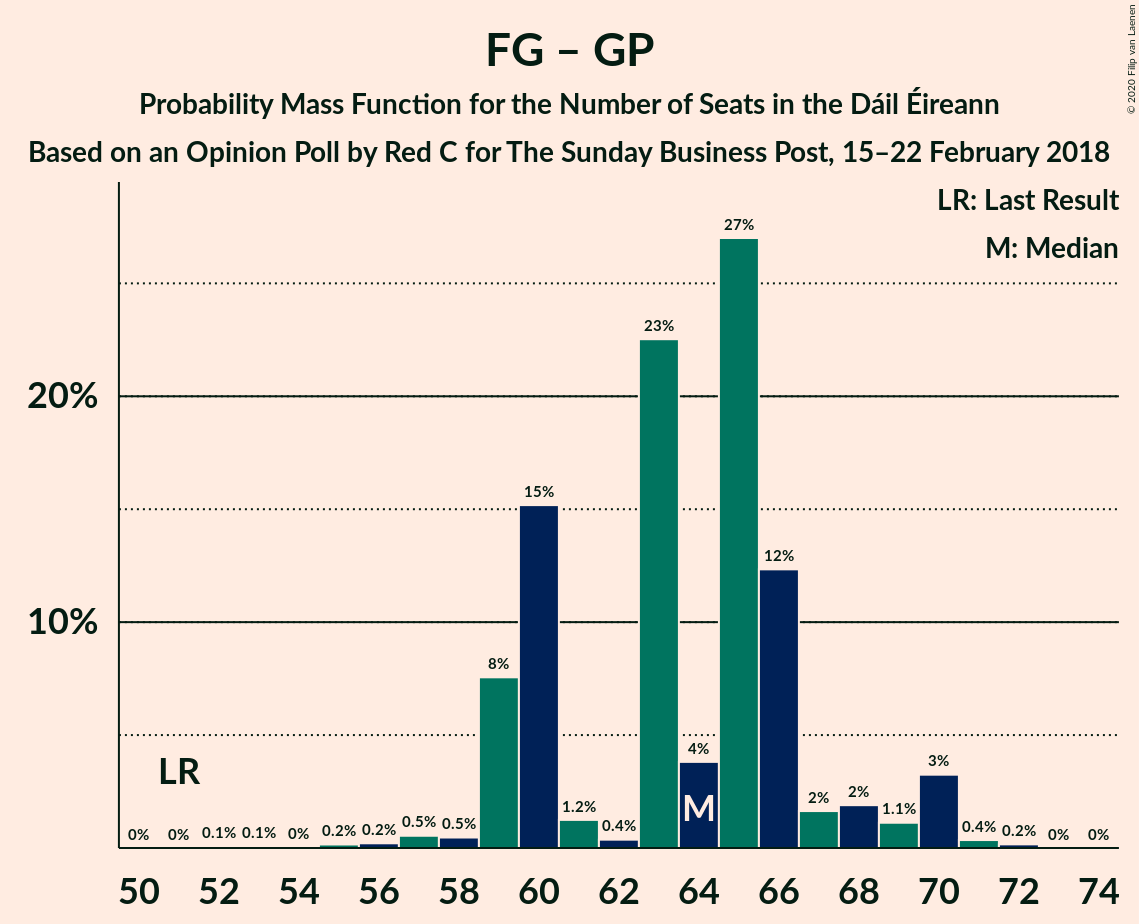 FG – GP
Probability Mass Function for the Number of Seats in the Dáil Éireann
Based on an Opinion Poll by Red C for The Sunday Business Post, 15–22 February 2018
© 2020 Filip van Laenen
LR: Last Result
M: Median
27%
23%
20%
15%
12%
10%
8%
4%
LR
3%
M
0% 0% 0.1% 0.1% 0% 0.2% 0.2% 0.5% 0.5% 1.2% 0.4% 2% 2% 1.1% 0.4% 0.2% 0% 0%
50 52 54 56 58 60 62 64 66 68 70 72 74